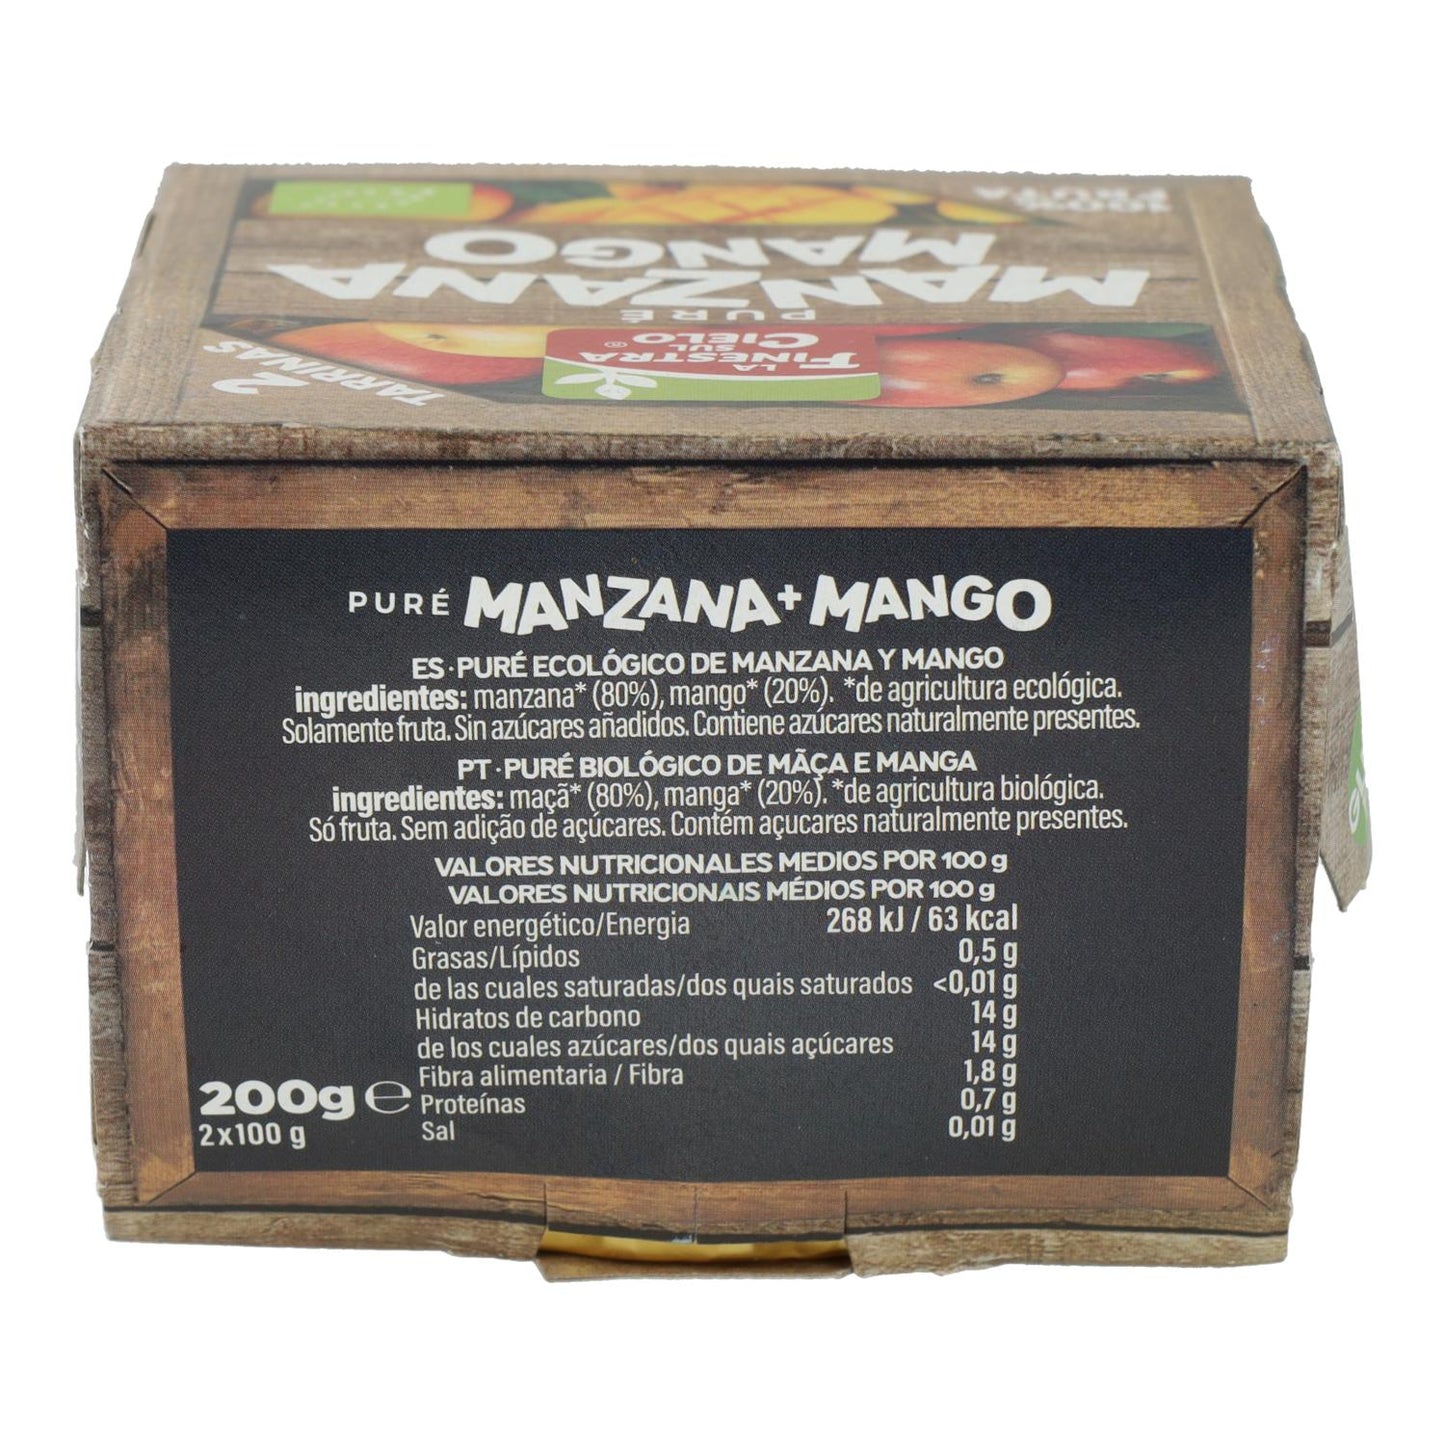 100% FRUTA
MANGO
MANZANA
PURÉ
LA
FINESTRA
SUL
CIELO®
2
TARRINAS
PURÉ MANZANA+MANGO
ES·PURÉ ECOLÓGICO DE MANZANA Y MANGO
ingredientes: manzana* (80%), mango* (20%). *de agricultura ecológica.
Solamente fruta. Sin azúcares añadidos. Contiene azúcares naturalmente presentes.
PT·PURÉ BIOLÓGICO DE MÃÇA E MANGA
ingredientes: maçã* (80%), manga* (20%). *de agricultura biológica.
Só fruta. Sem adição de açúcares. Contém açucares naturalmente presentes.
VALORES NUTRICIONALES MEDIOS POR 100 g
VALORES NUTRICIONAIS MÉDIOS POR 100 g
Valor energético/Energia 268 kJ / 63 kcal
Grasas/Lípidos 0,5 g
de las cuales saturadas/dos quais saturados <0,01 g
Hidratos de carbono 14 g
de los cuales azúcares/dos quais açúcares 14 g
Fibra alimentaria / Fibra 1,8 g
Proteínas 0,7 g
Sal 0,01 g
200g ℮
2x100 g